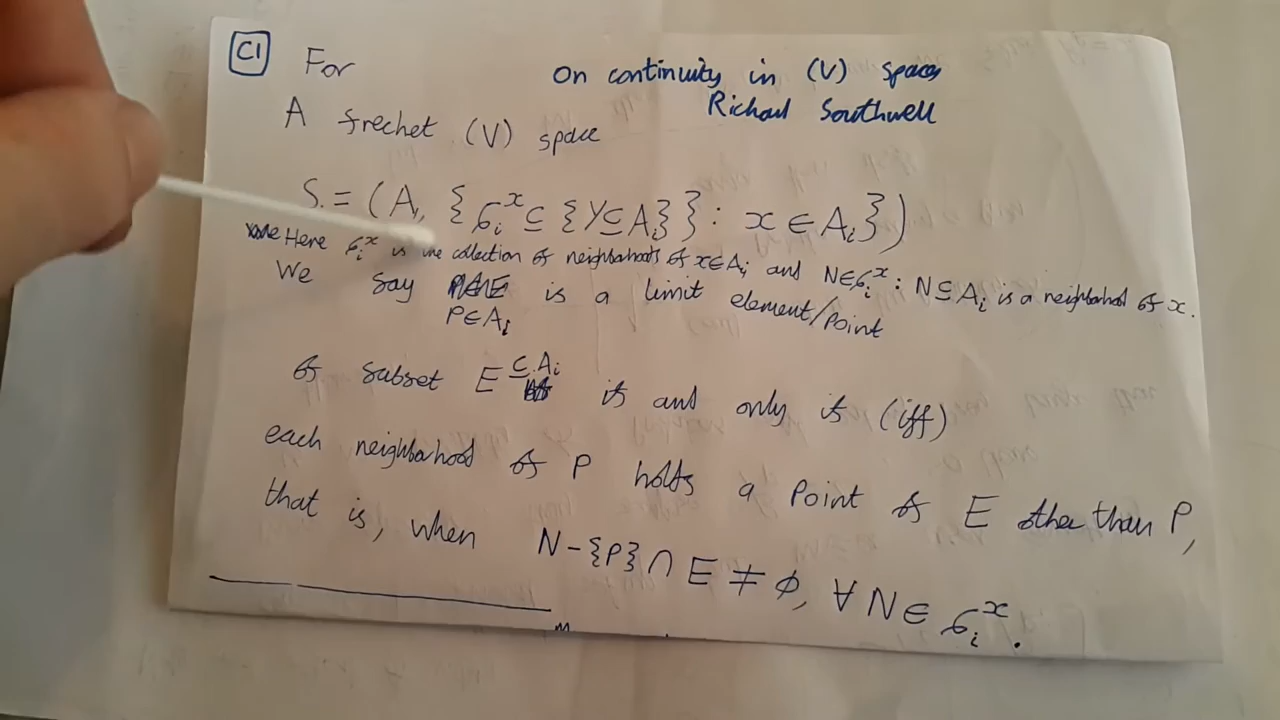 C1
For
On continuity in (V) spaces
Richard Southwell
A frechet (V) space
S. = (A, {σᵢˣ ⊆ {Y⊆Aᵢ}} : x ∈ Aᵢ})
Here σᵢˣ is the collection of neighborhoods of x∈Aᵢ and N∈σᵢˣ : N⊆Aᵢ is a neighborhood of x.
We say is a limit element/point
P∈Aᵢ
of subset E ⊆ Aᵢ if and only if (iff)
each neighborhood of P holds a point of E other than P,
that is, when N-{P}∩E ≠ ϕ, ∀N∈ σᵢˣ.